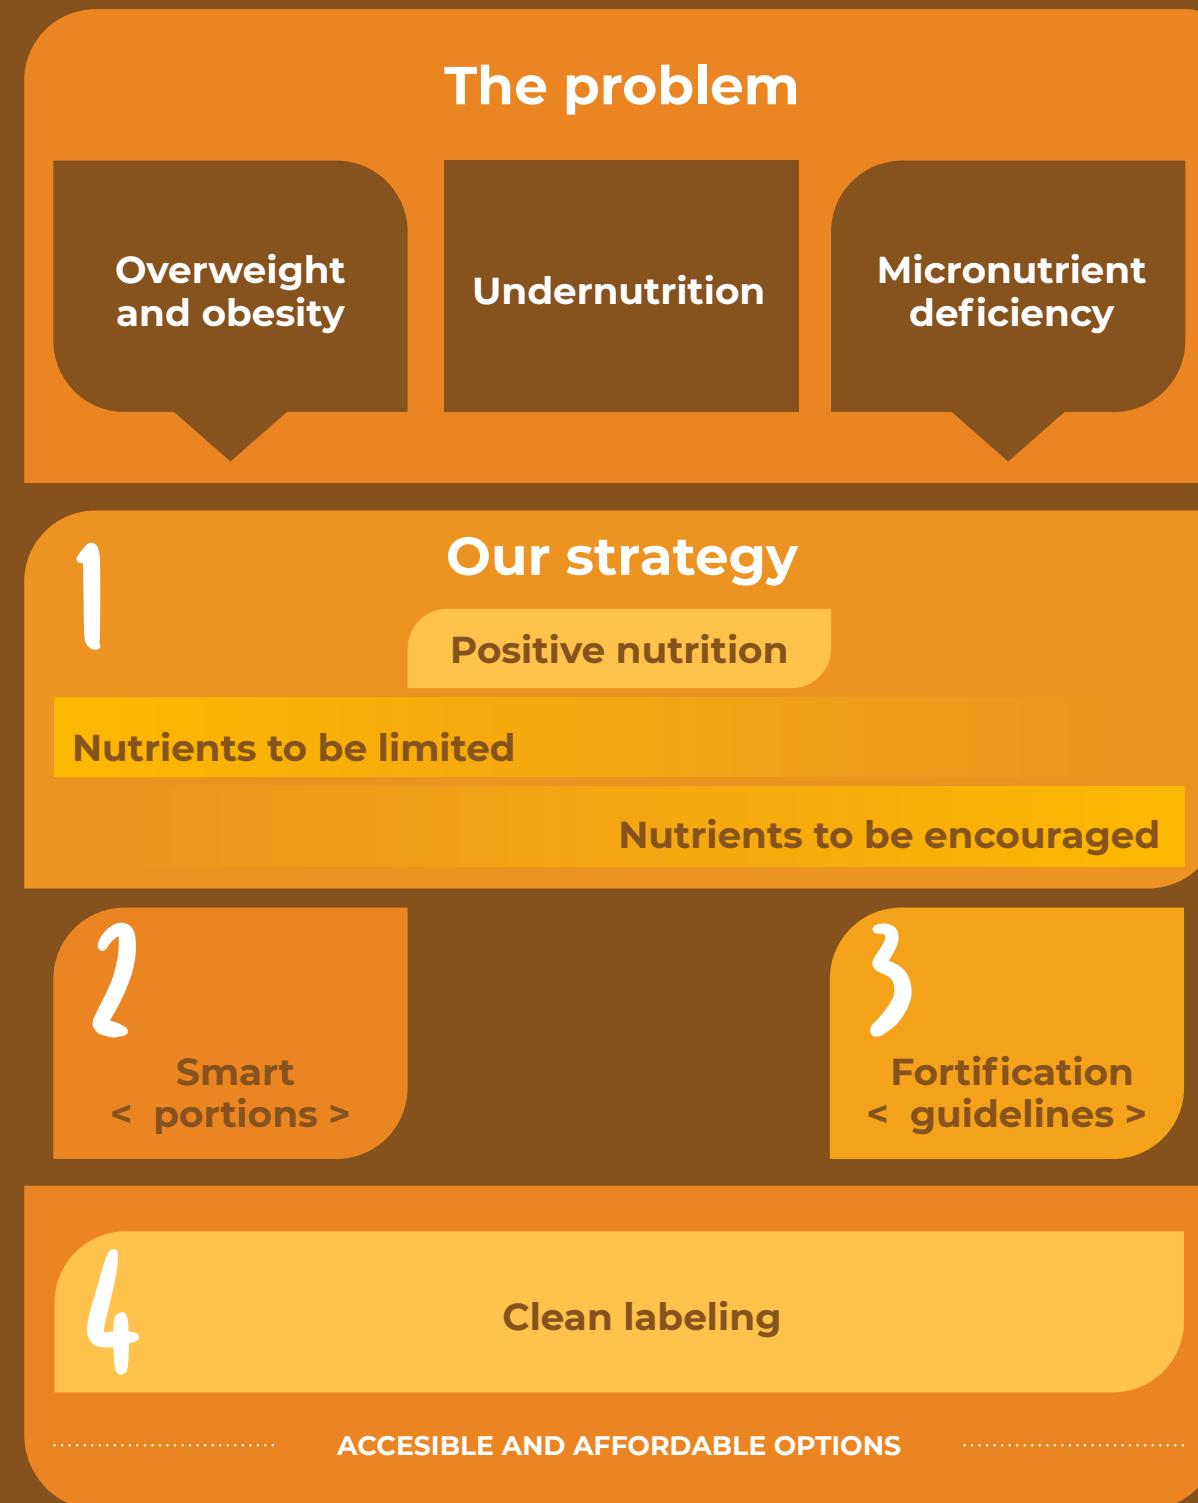 The problem
Overweight
and obesity
Undernutrition
Micronutrient
deficiency
1
Our strategy
Positive nutrition
Nutrients to be limited
Nutrients to be encouraged
2
Smart
< portions >
3
Fortification
< guidelines >
4
Clean labeling
ACCESIBLE AND AFFORDABLE OPTIONS